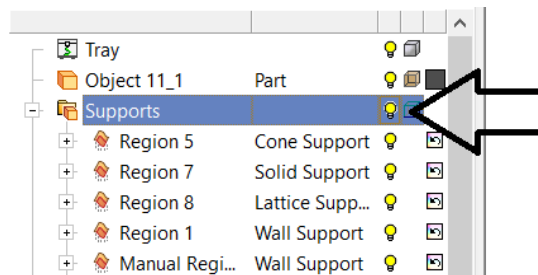 Tray
Object 11_1 Part
Supports
Region 5 Cone Support
Region 7 Solid Support
Region 8 Lattice Supp...
Region 1 Wall Support
Manual Regi... Wall Support